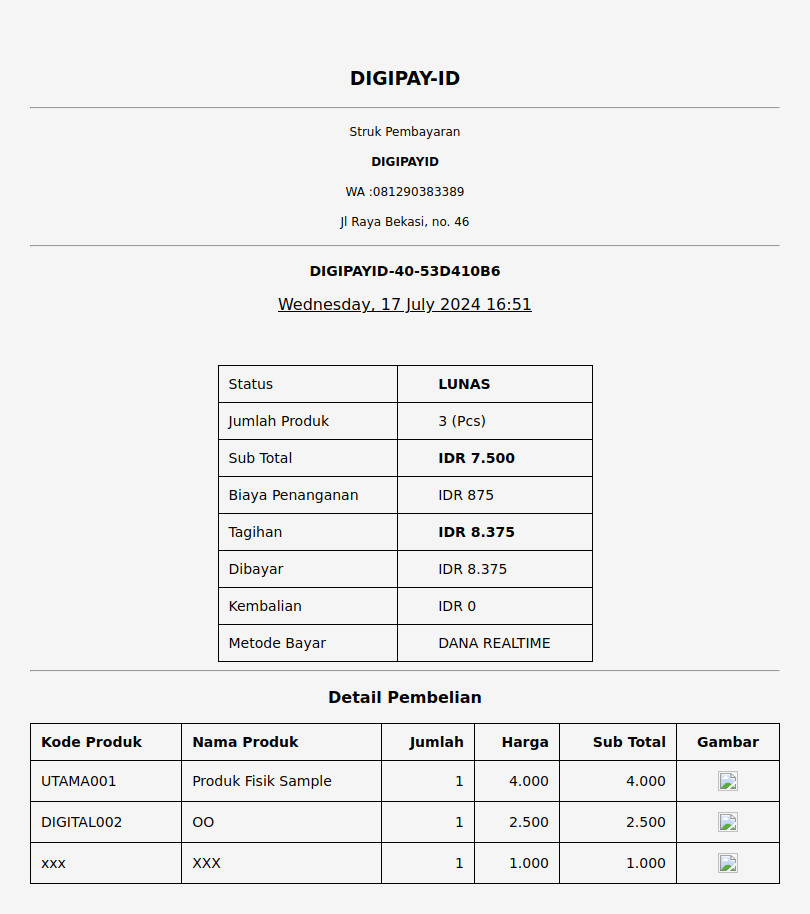 DIGIPAY-ID
Struk Pembayaran
DIGIPAYID
WA :081290383389
Jl Raya Bekasi, no. 46
DIGIPAYID-40-53D410B6
Wednesday, 17 July 2024 16:51
Status LUNAS
Jumlah Produk 3 (Pcs)
Sub Total IDR 7.500
Biaya Penanganan IDR 875
Tagihan IDR 8.375
Dibayar IDR 8.375
Kembalian IDR 0
Metode Bayar DANA REALTIME
Detail Pembelian
Kode Produk Nama Produk Jumlah Harga Sub Total Gambar
UTAMA001 Produk Fisik Sample 1 4.000 4.000
DIGITAL002 OO 1 2.500 2.500
xxx XXX 1 1.000 1.000